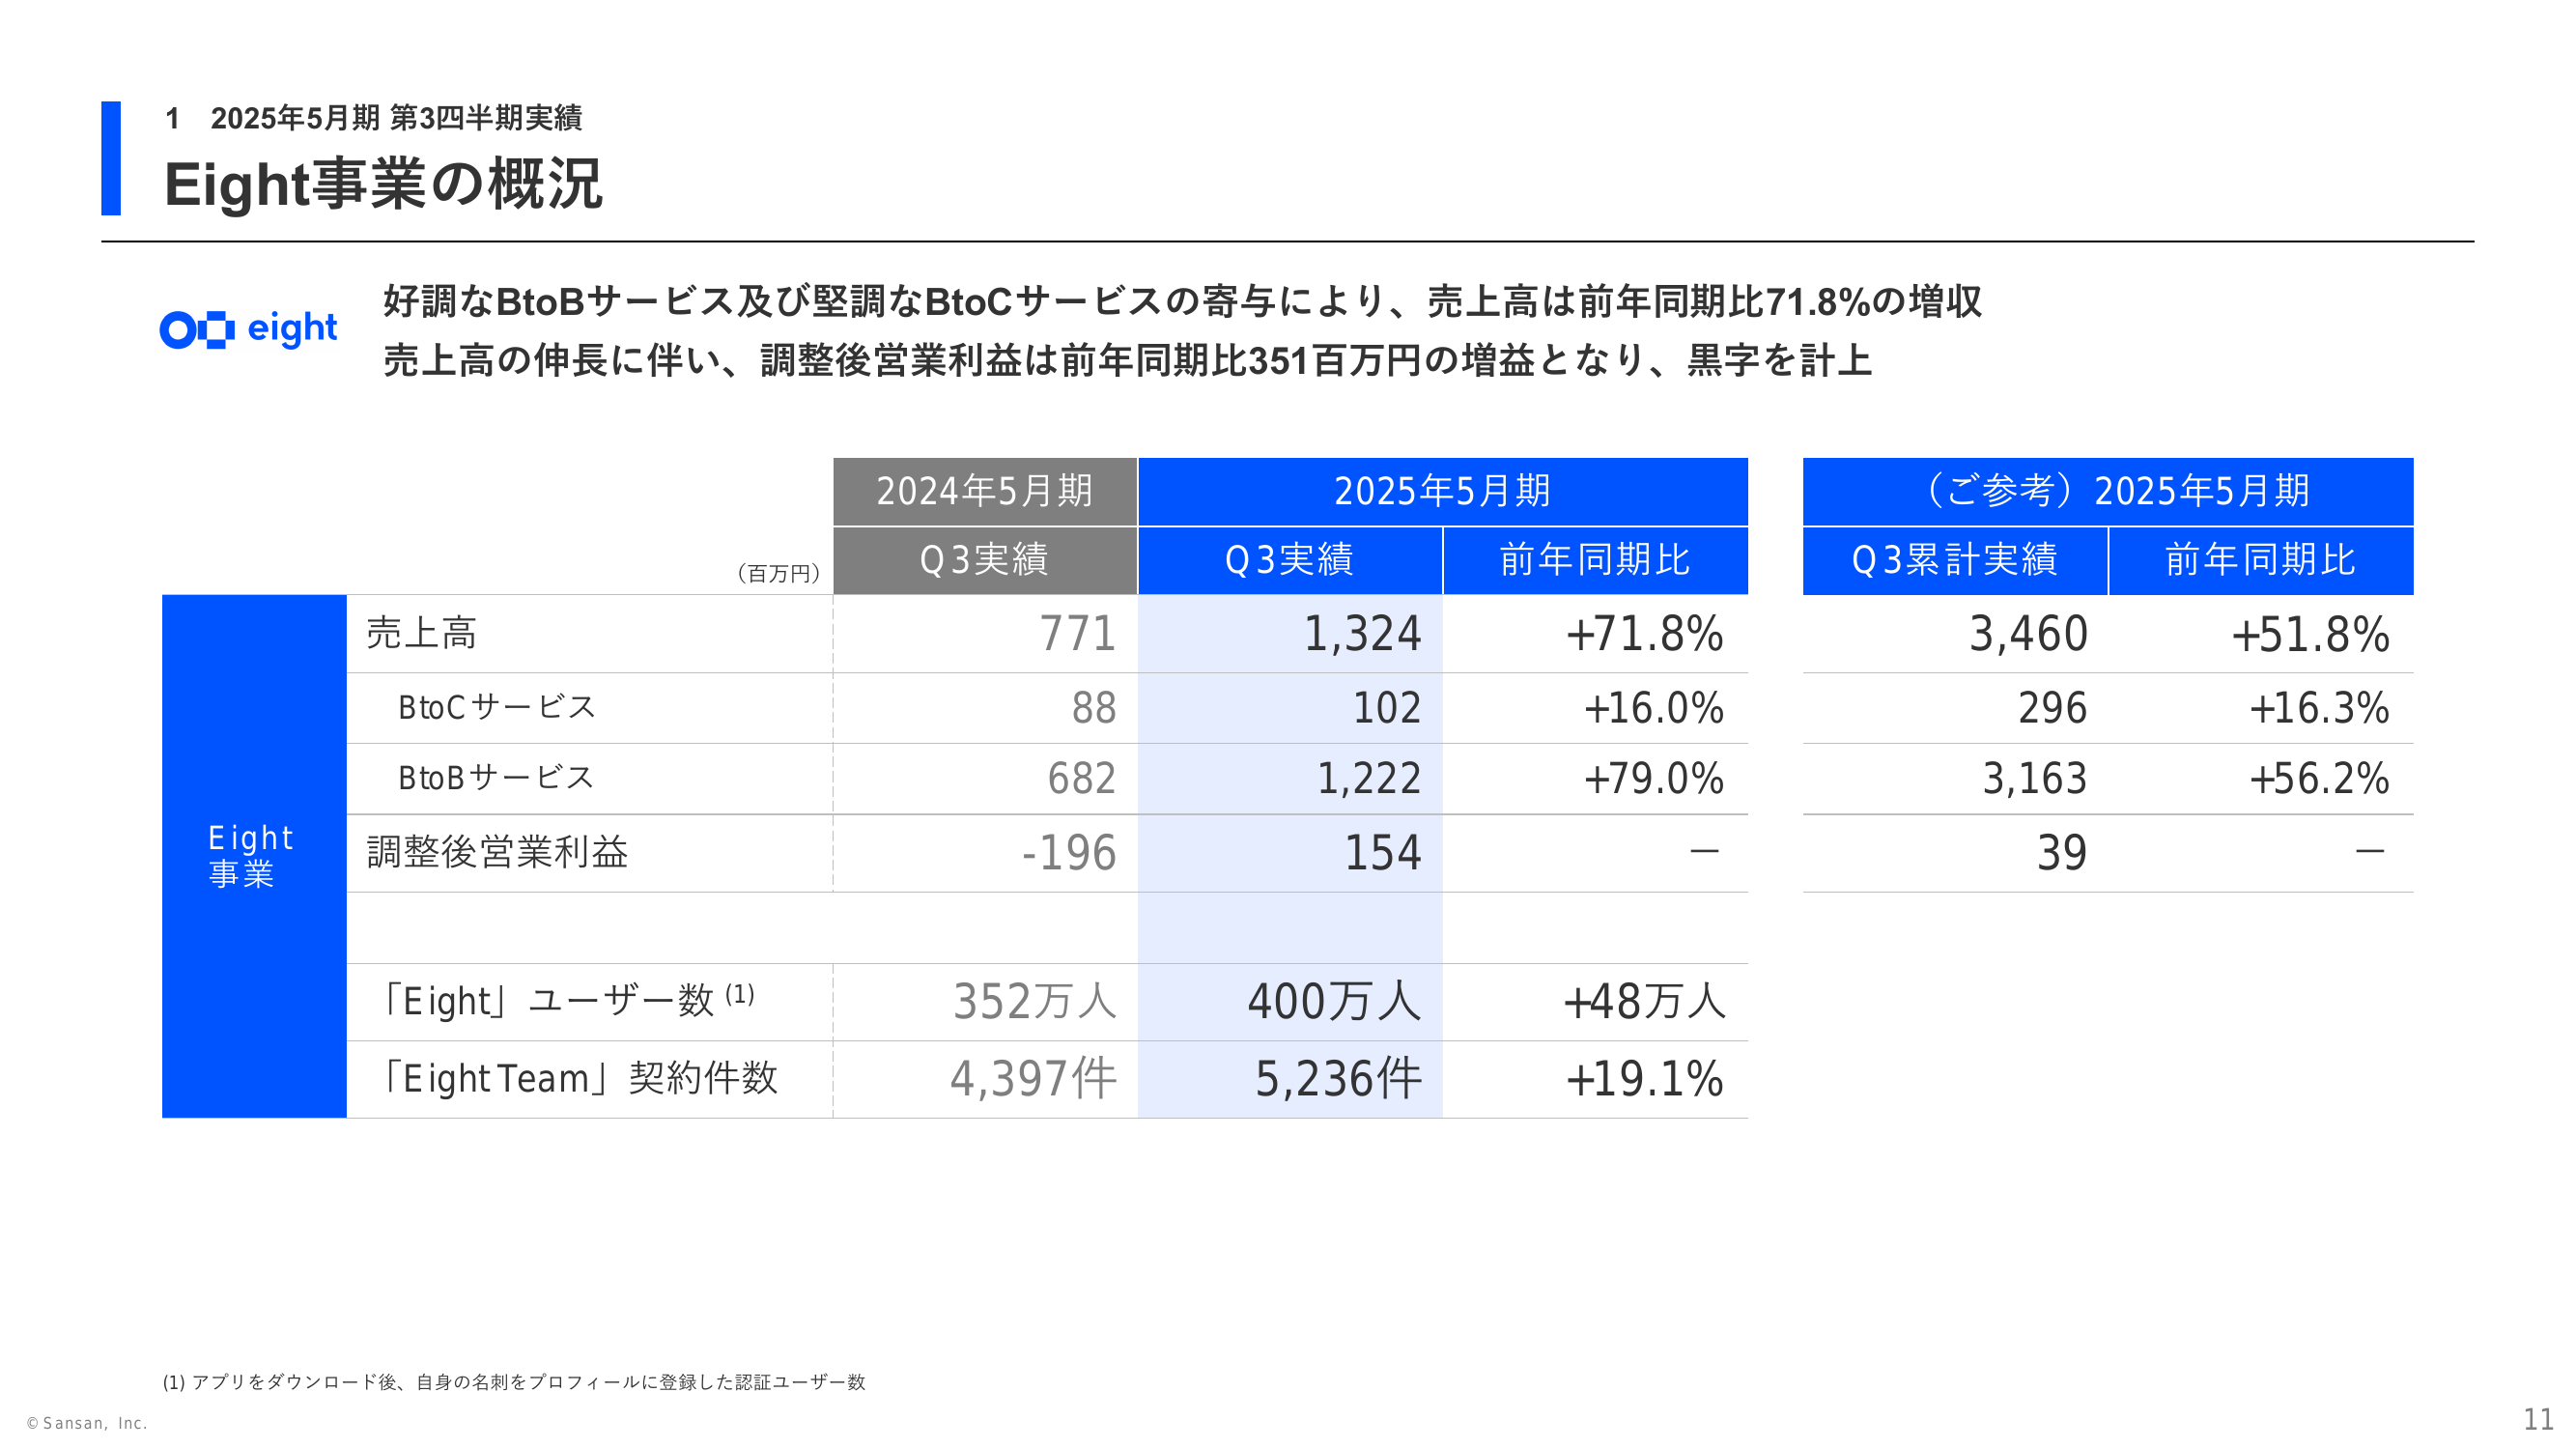 1 2025年5月期 第3四半期実績
Eight事業の概況
eight
好調なBtoBサービス及び堅調なBtoCサービスの寄与により、売上高は前年同期比71.8%の増収
売上高の伸長に伴い、調整後営業利益は前年同期比351百万円の増益となり、黒字を計上
2024年5月期 2025年5月期 （ご参考）2025年5月期
（百万円） Q3実績 Q3実績 前年同期比 Q3累計実績 前年同期比
Eight
事業
売上高 771 1,324 +71.8% 3,460 +51.8%
BtoCサービス 88 102 +16.0% 296 +16.3%
BtoBサービス 682 1,222 +79.0% 3,163 +56.2%
調整後営業利益 -196 154 － 39 －
「Eight」ユーザー数 (1) 352万人 400万人 +48万人
「Eight Team」契約件数 4,397件 5,236件 +19.1%
(1) アプリをダウンロード後、自身の名刺をプロフィールに登録した認証ユーザー数
© Sansan, Inc.
11